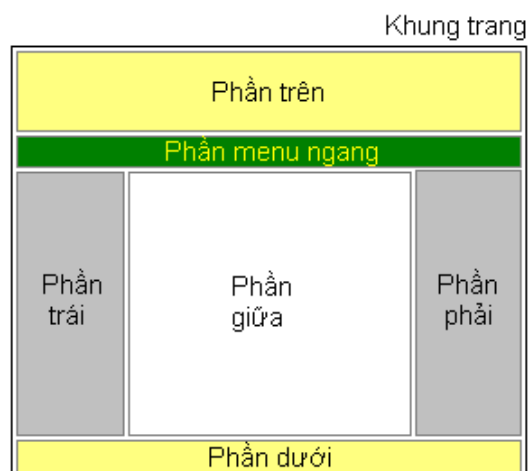 Khung trang
Phần trên
Phần menu ngang
Phần
trái
Phần
giữa
Phần
phải
Phần dưới